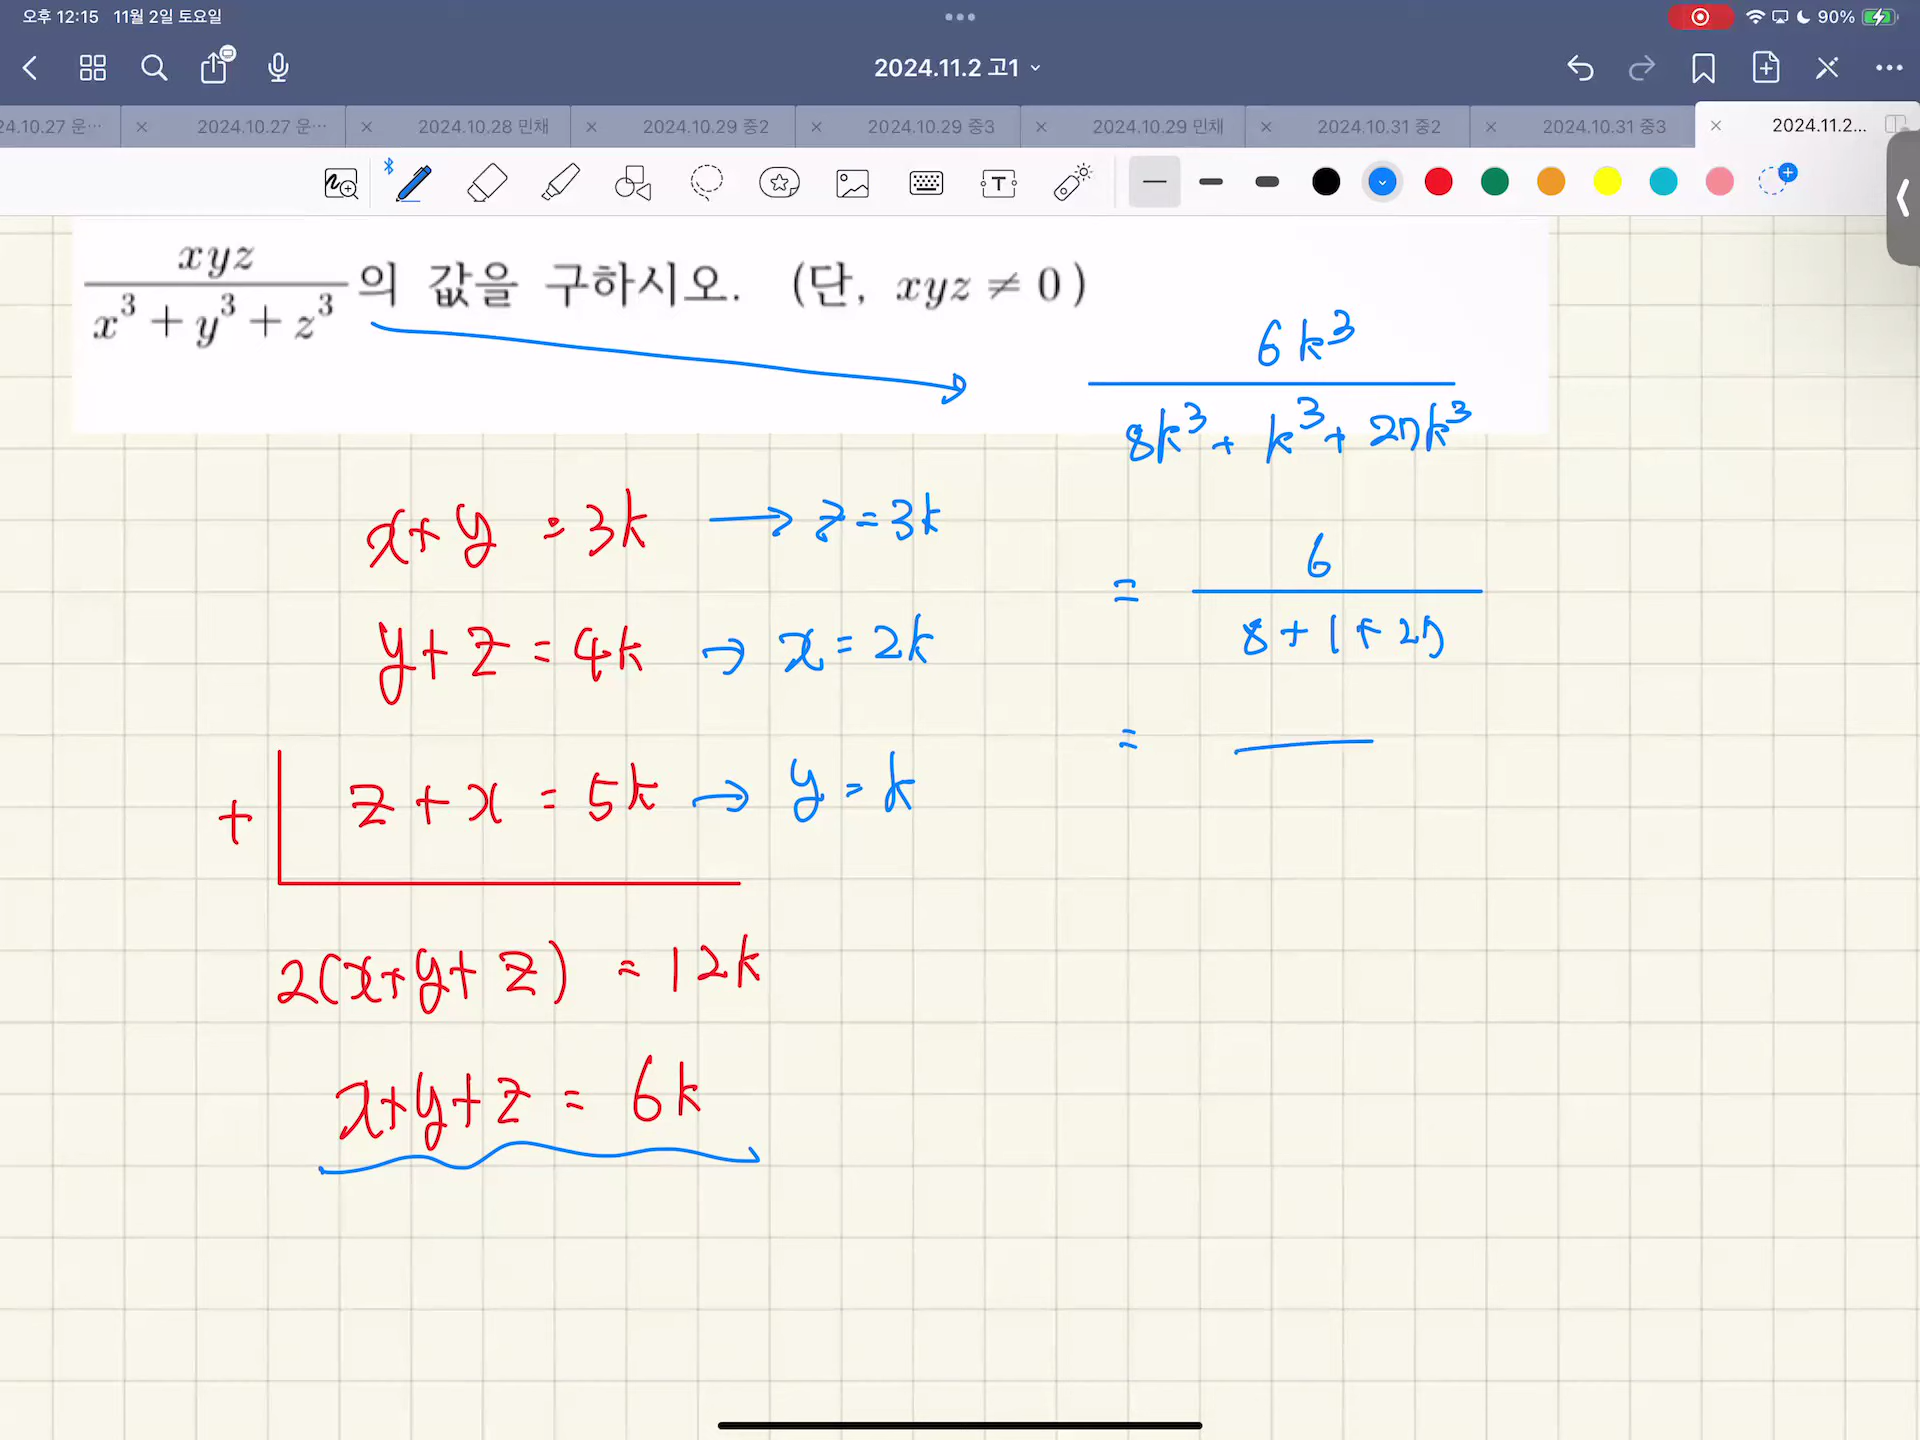 오후 12:15 11월 2일 토요일
90%
2024.11.2 고1
24.10.27 운…
2024.10.27 운…
2024.10.28 민채
2024.10.29 중2
2024.10.29 중3
2024.10.29 민채
2024.10.31 중2
2024.10.31 중3
2024.11.2...
xyz / x³ + y³ + z³ 의 값을 구하시오. (단, xyz ≠ 0)
6k³ / 8k³ + k³ + 27k³
x+y = 3k → z = 3k
= 6 / 8+1+27
y+z = 4k → x = 2k
=
+ z+x = 5k → y = k
2(x+y+z) = 12k
x+y+z = 6k